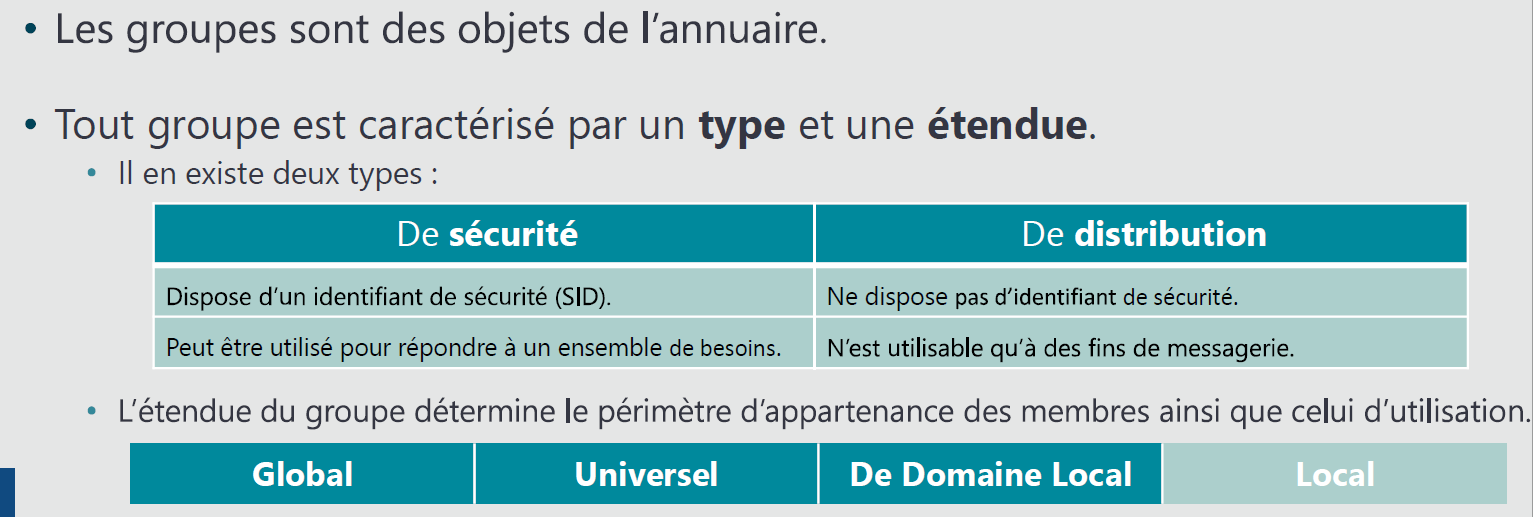 • Les groupes sont des objets de l’annuaire.
• Tout groupe est caractérisé par un type et une étendue.
• Il en existe deux types :
De sécurité De distribution
Dispose d’un identifiant de sécurité (SID). Ne dispose pas d’identifiant de sécurité.
Peut être utilisé pour répondre à un ensemble de besoins. N’est utilisable qu’à des fins de messagerie.
• L’étendue du groupe détermine le périmètre d’appartenance des membres ainsi que celui d’utilisation.
Global Universel De Domaine Local Local